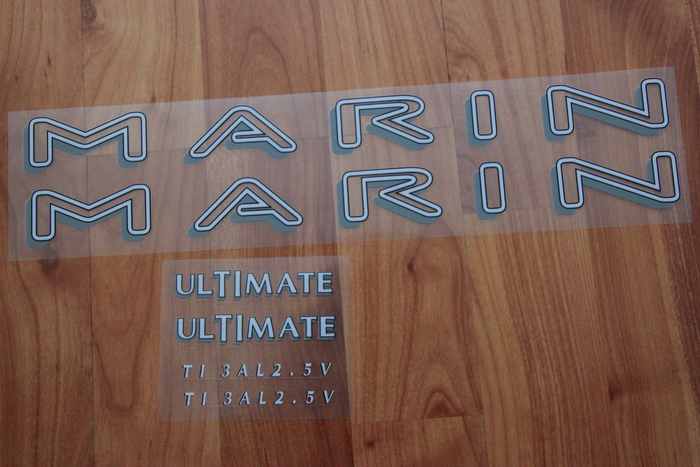 MARIN
MARIN
ULTIMATE
ULTIMATE
TI 3AL2.5V
TI 3AL2.5V